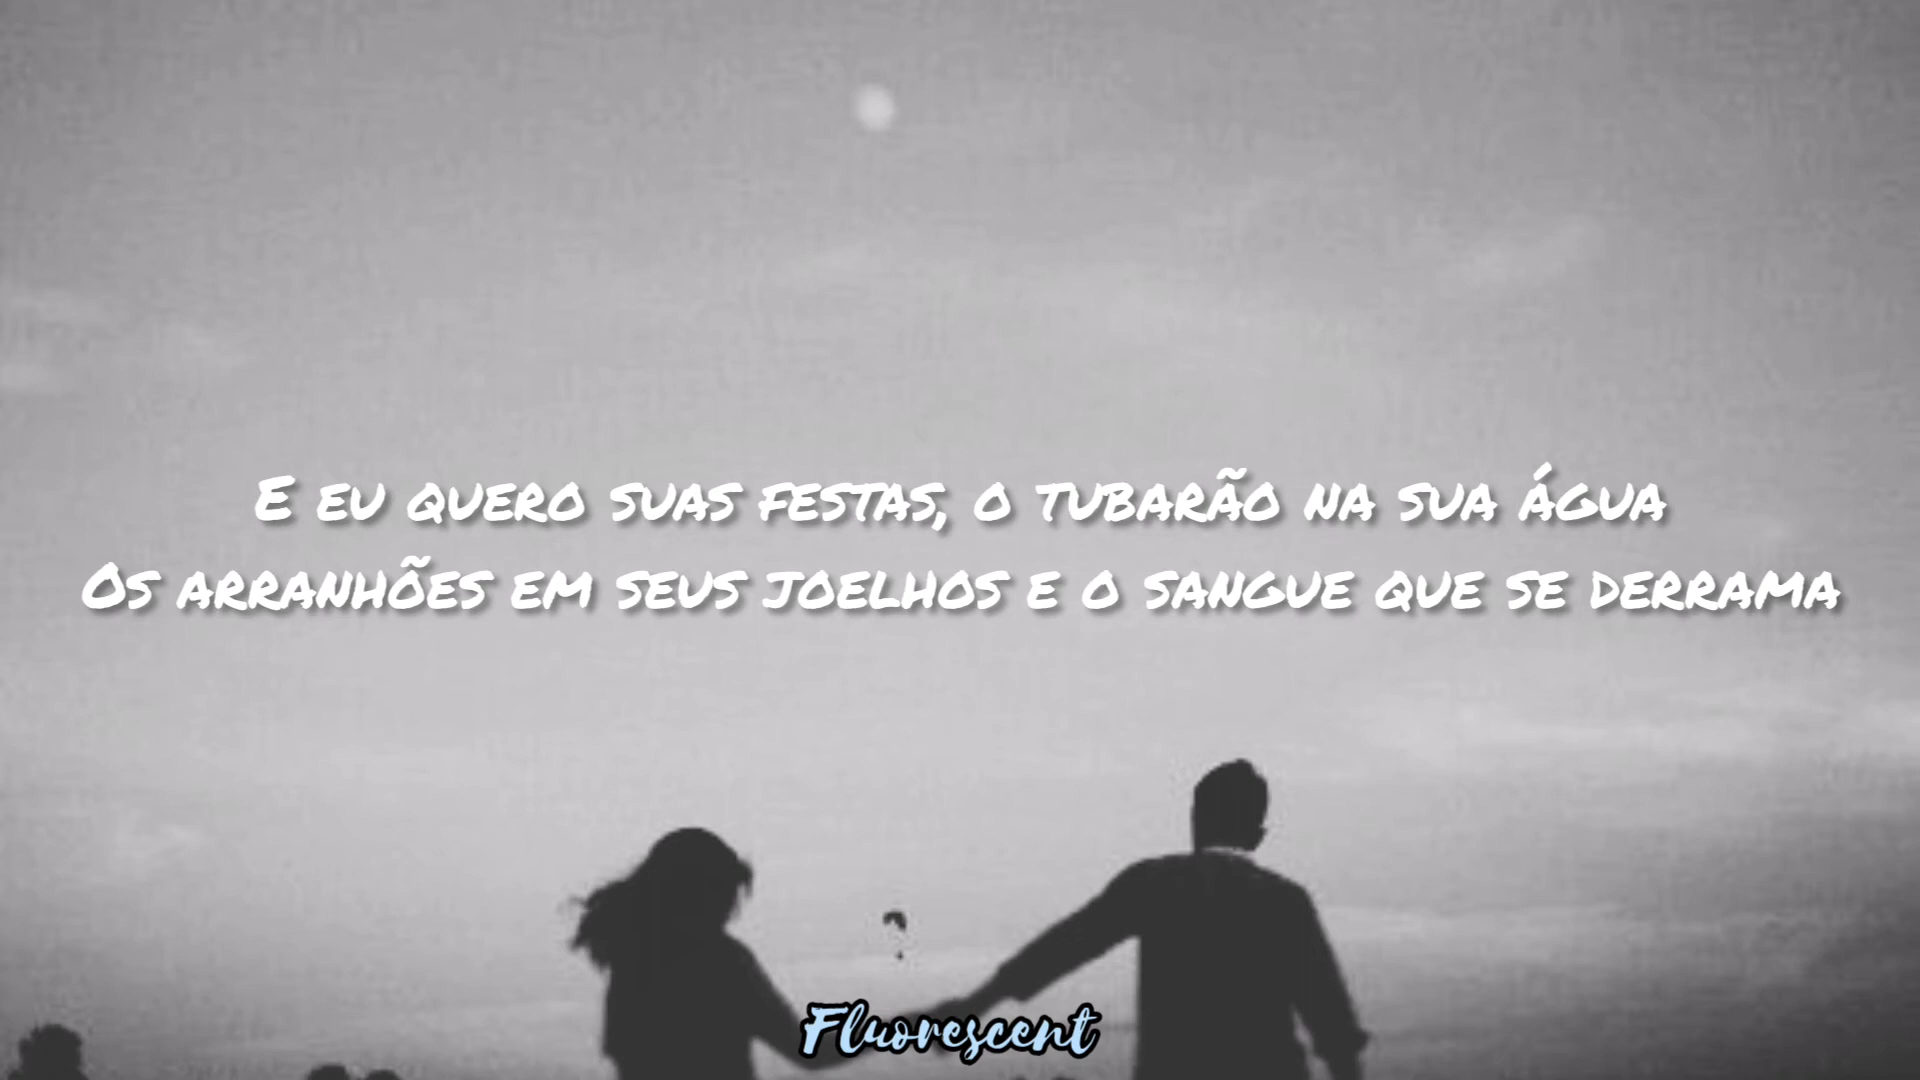 E eu quero suas festas, o tubarão na sua água
Os arranhões em seus joelhos e o sangue que se derrama
Fluorescent